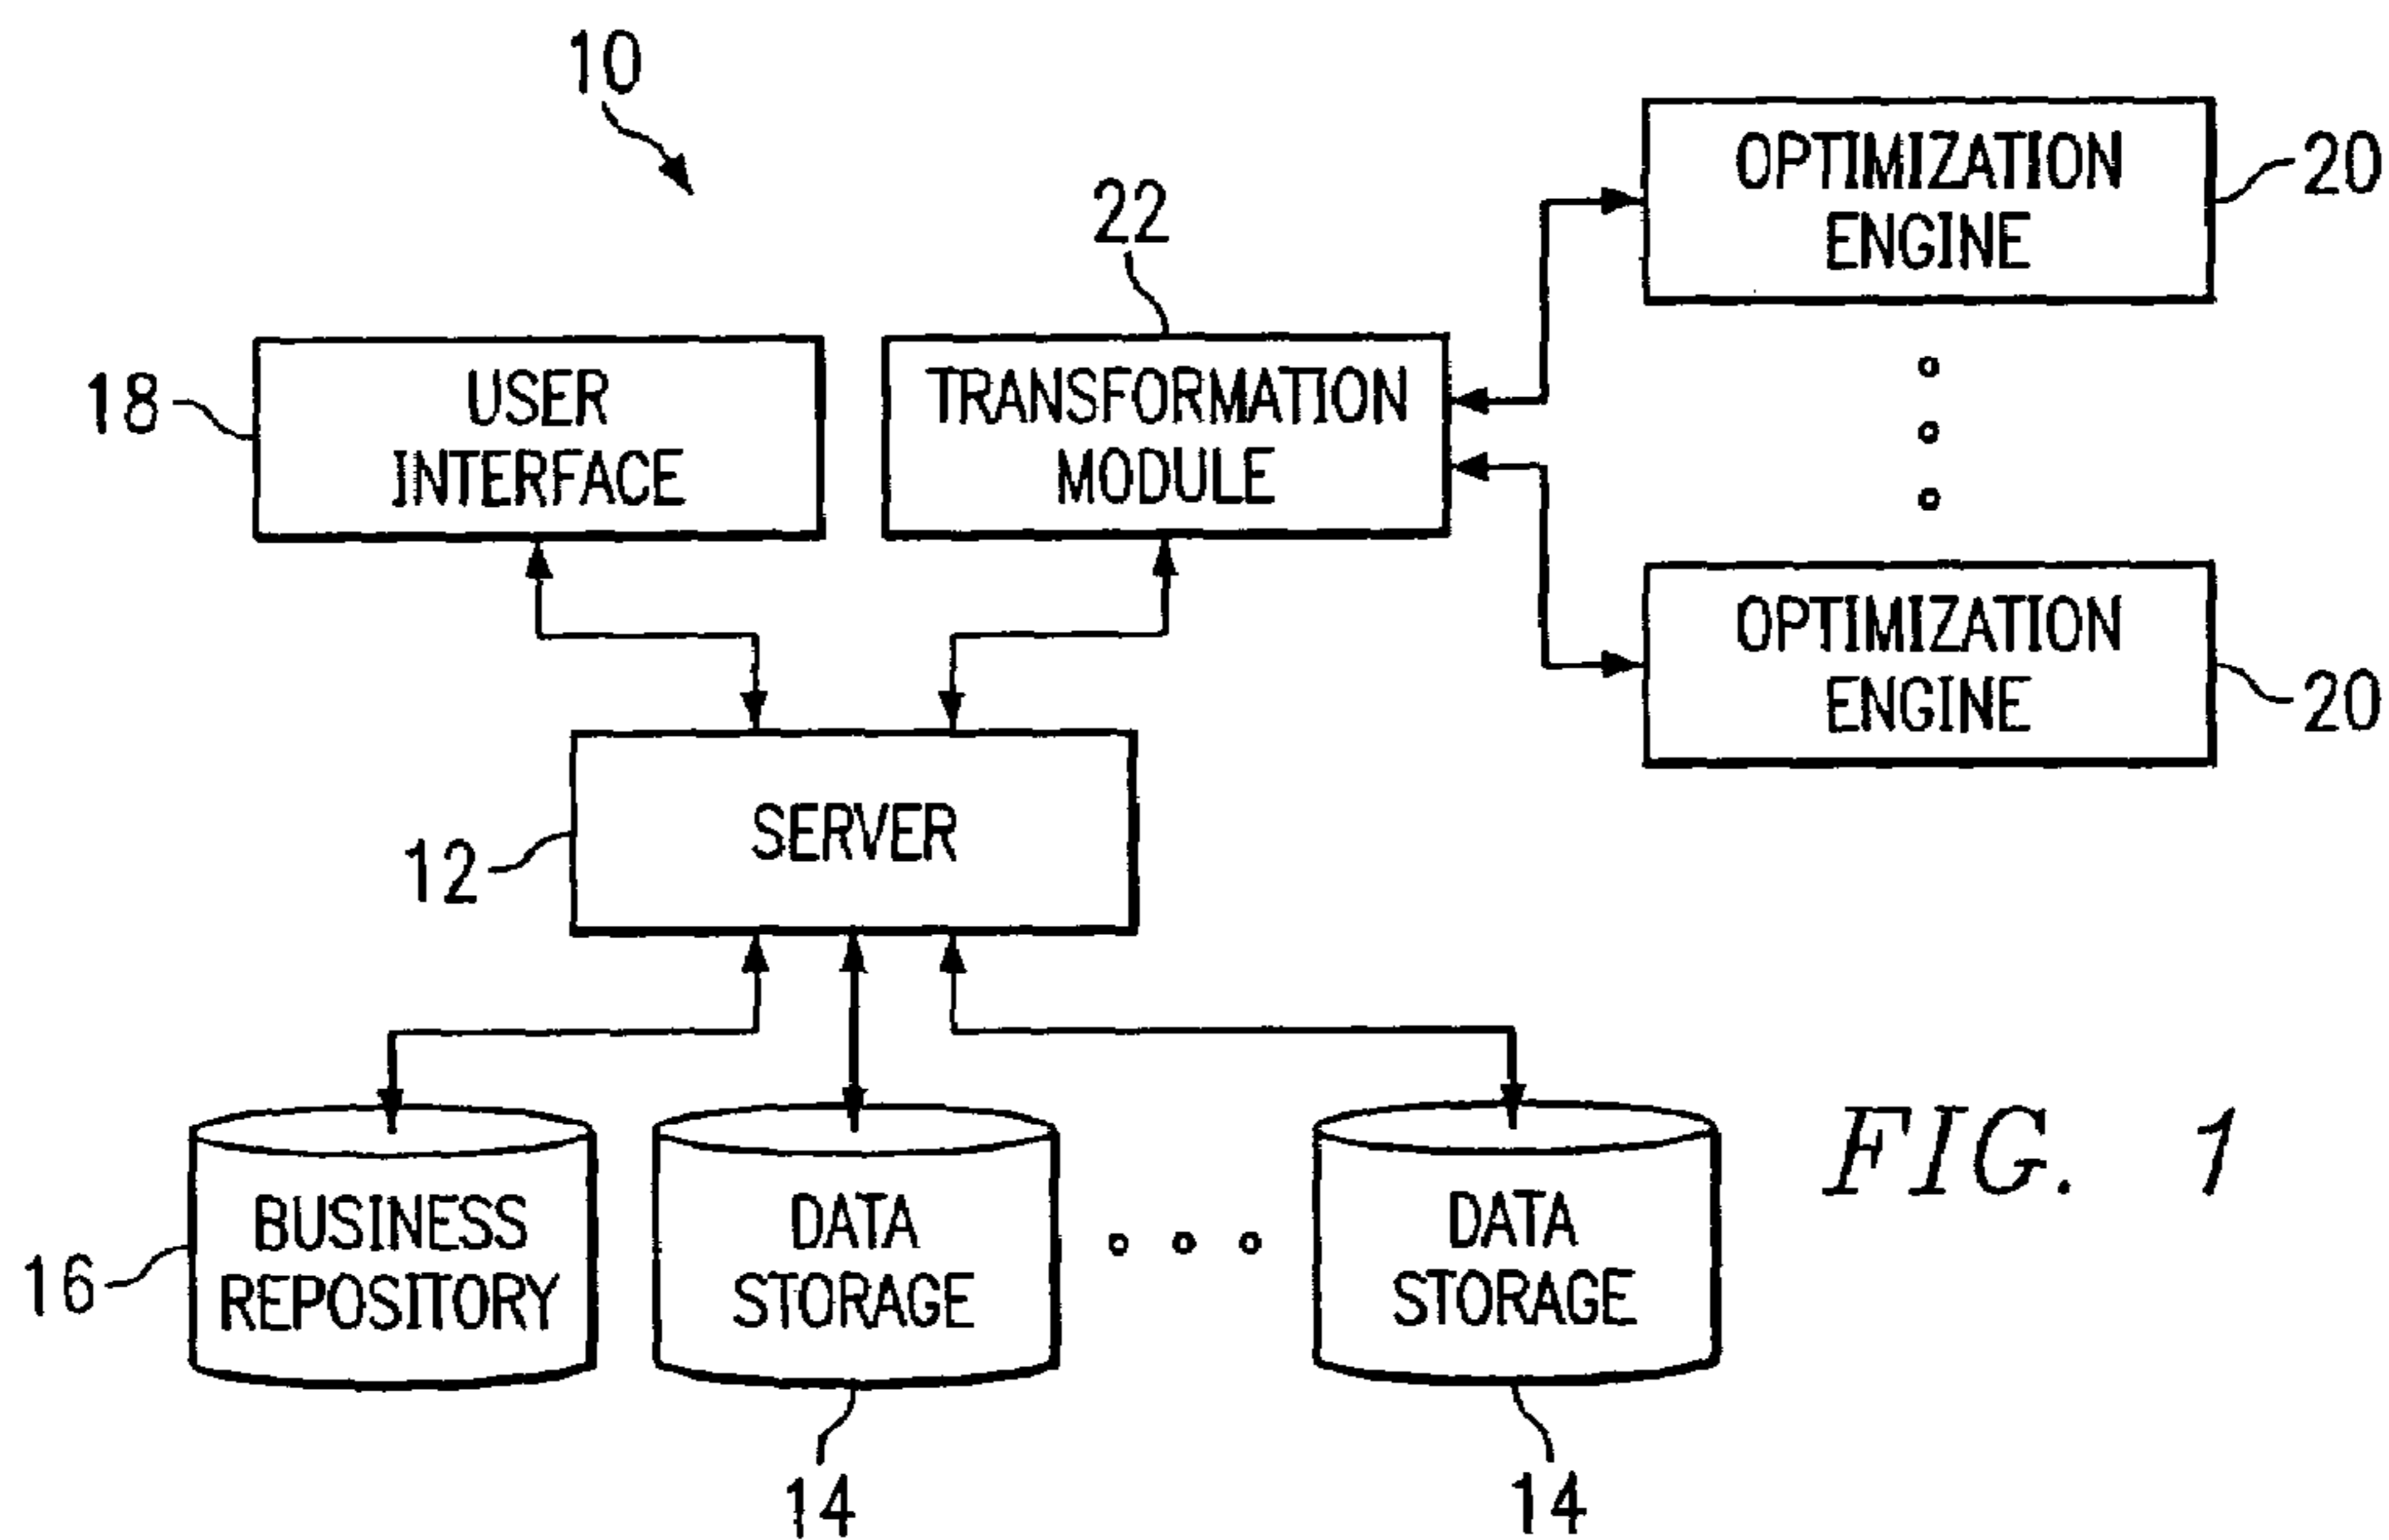 10
OPTIMIZATION
ENGINE
20
22
USER
INTERFACE
18
TRANSFORMATION
MODULE
OPTIMIZATION
ENGINE
20
SERVER
12
BUSINESS
REPOSITORY
16
DATA
STORAGE
DATA
STORAGE
FIG. 1
14
14